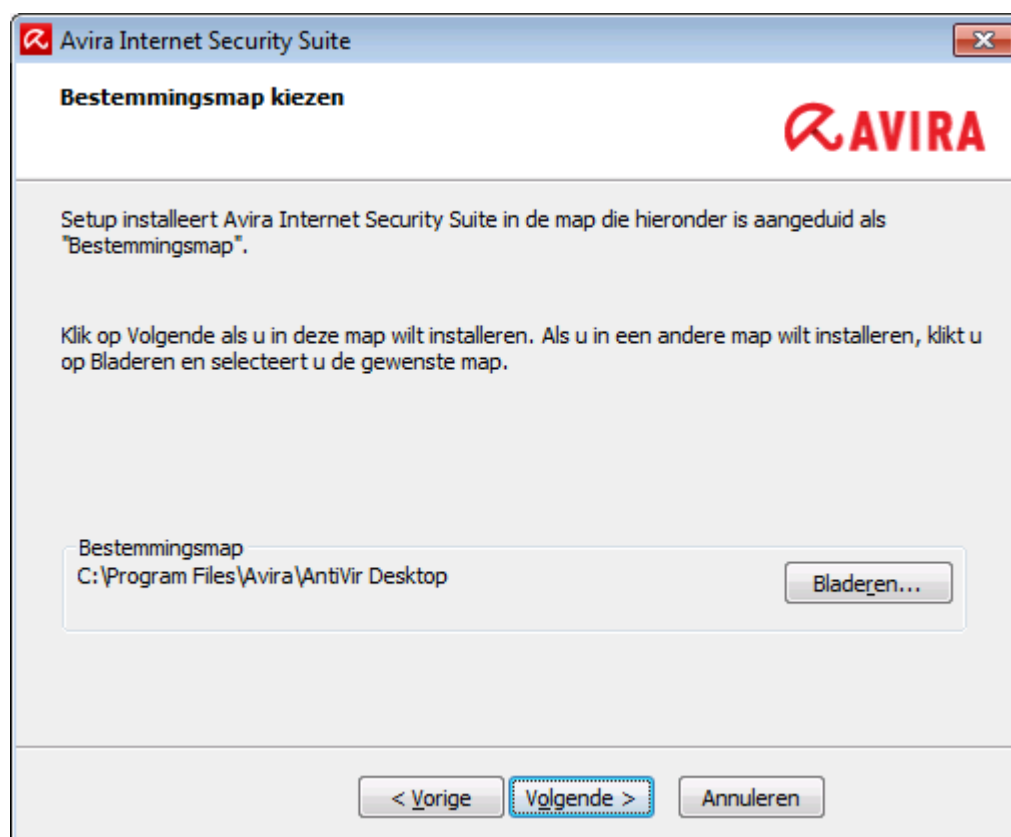 Avira Internet Security Suite
Bestemmingsmap kiezen
AVIRA
Setup installeert Avira Internet Security Suite in de map die hieronder is aangeduid als
"Bestemmingsmap".
Klik op Volgende als u in deze map wilt installeren. Als u in een andere map wilt installeren, klikt u
op Bladeren en selecteert u de gewenste map.
Bestemmingsmap
C:\Program Files\Avira\AntiVir Desktop
Bladeren...
< Vorige
Volgende >
Annuleren